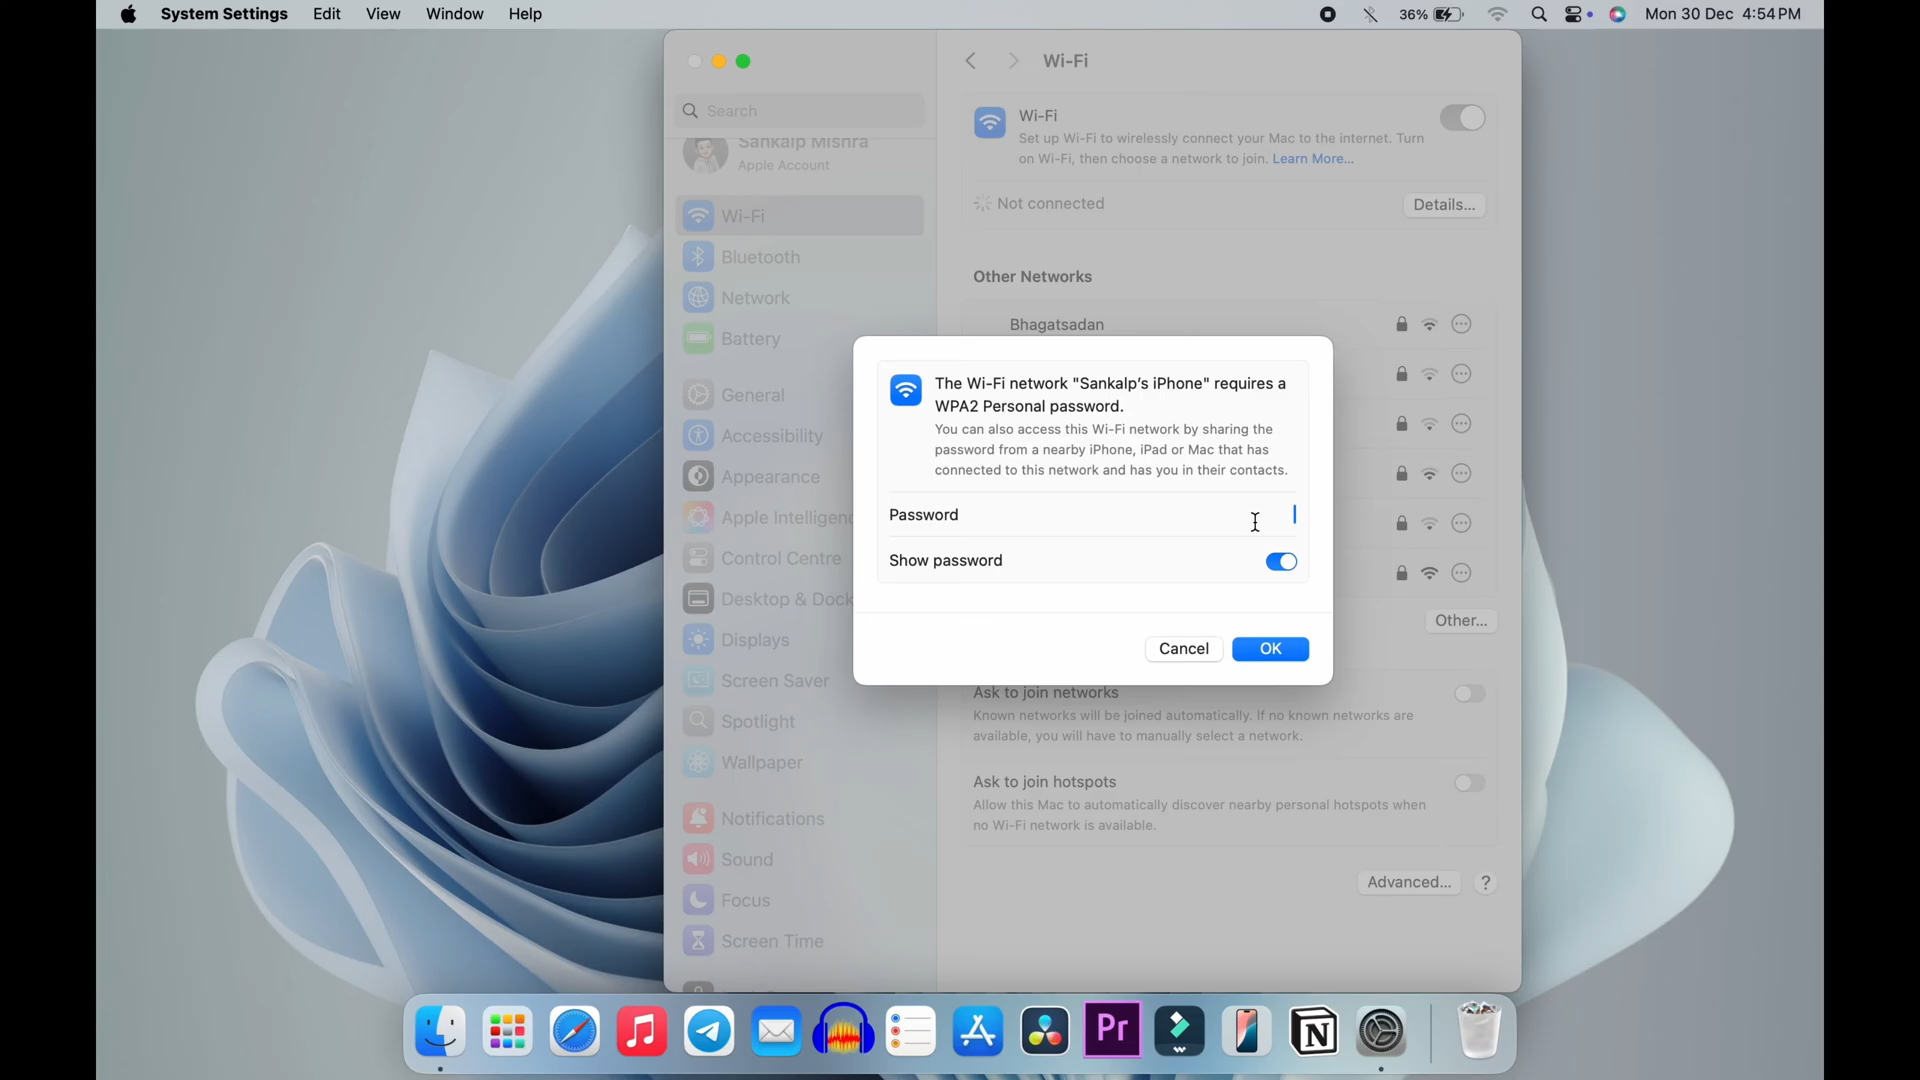 System Settings Edit View Window Help 36% Mon 30 Dec 4:54 PM
Search
Sankalp Mishra
Apple Account
Wi-Fi
Bluetooth
Network
Battery
General
Accessibility
Appearance
Apple Intelligenc
Control Centre
Desktop & Dock
Displays
Screen Saver
Spotlight
Wallpaper
Notifications
Sound
Focus
Screen Time
Wi-Fi
Wi-Fi
Set up Wi-Fi to wirelessly connect your Mac to the internet. Turn
on Wi-Fi, then choose a network to join. Learn More...
Not connected Details...
Other Networks
Bhagatsadan
The Wi-Fi network "Sankalp's iPhone" requires a
WPA2 Personal password.
You can also access this Wi-Fi network by sharing the
password from a nearby iPhone, iPad or Mac that has
connected to this network and has you in their contacts.
Password
Show password
Cancel OK
Other...
Ask to join networks
Known networks will be joined automatically. If no known networks are
available, you will have to manually select a network.
Ask to join hotspots
Allow this Mac to automatically discover nearby personal hotspots when
no Wi-Fi network is available.
Advanced... ?
Pr
N